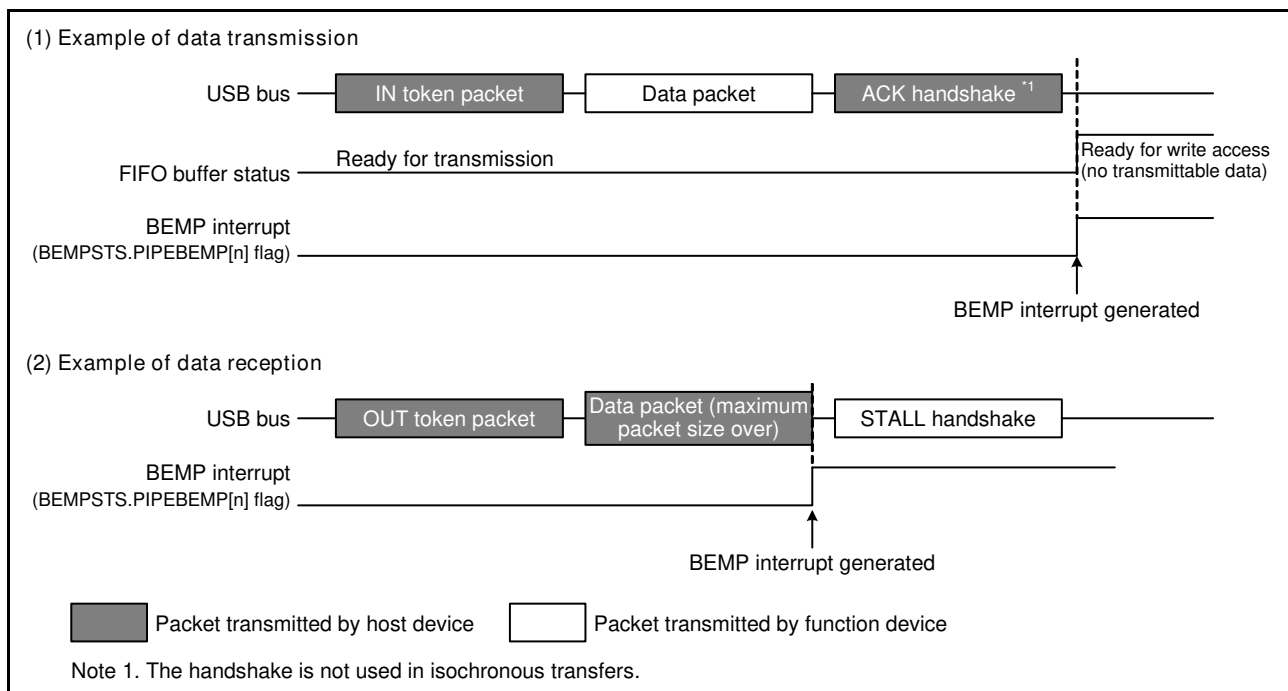 (1) Example of data transmission
USB bus
IN token packet
Data packet
ACK handshake *1
FIFO buffer status
Ready for transmission
Ready for write access
(no transmittable data)
BEMP interrupt
(BEMPSTS.PIPEBEMP[n] flag)
BEMP interrupt generated
(2) Example of data reception
USB bus
OUT token packet
Data packet (maximum
packet size over)
STALL handshake
BEMP interrupt
(BEMPSTS.PIPEBEMP[n] flag)
BEMP interrupt generated
Packet transmitted by host device
Packet transmitted by function device
Note 1. The handshake is not used in isochronous transfers.